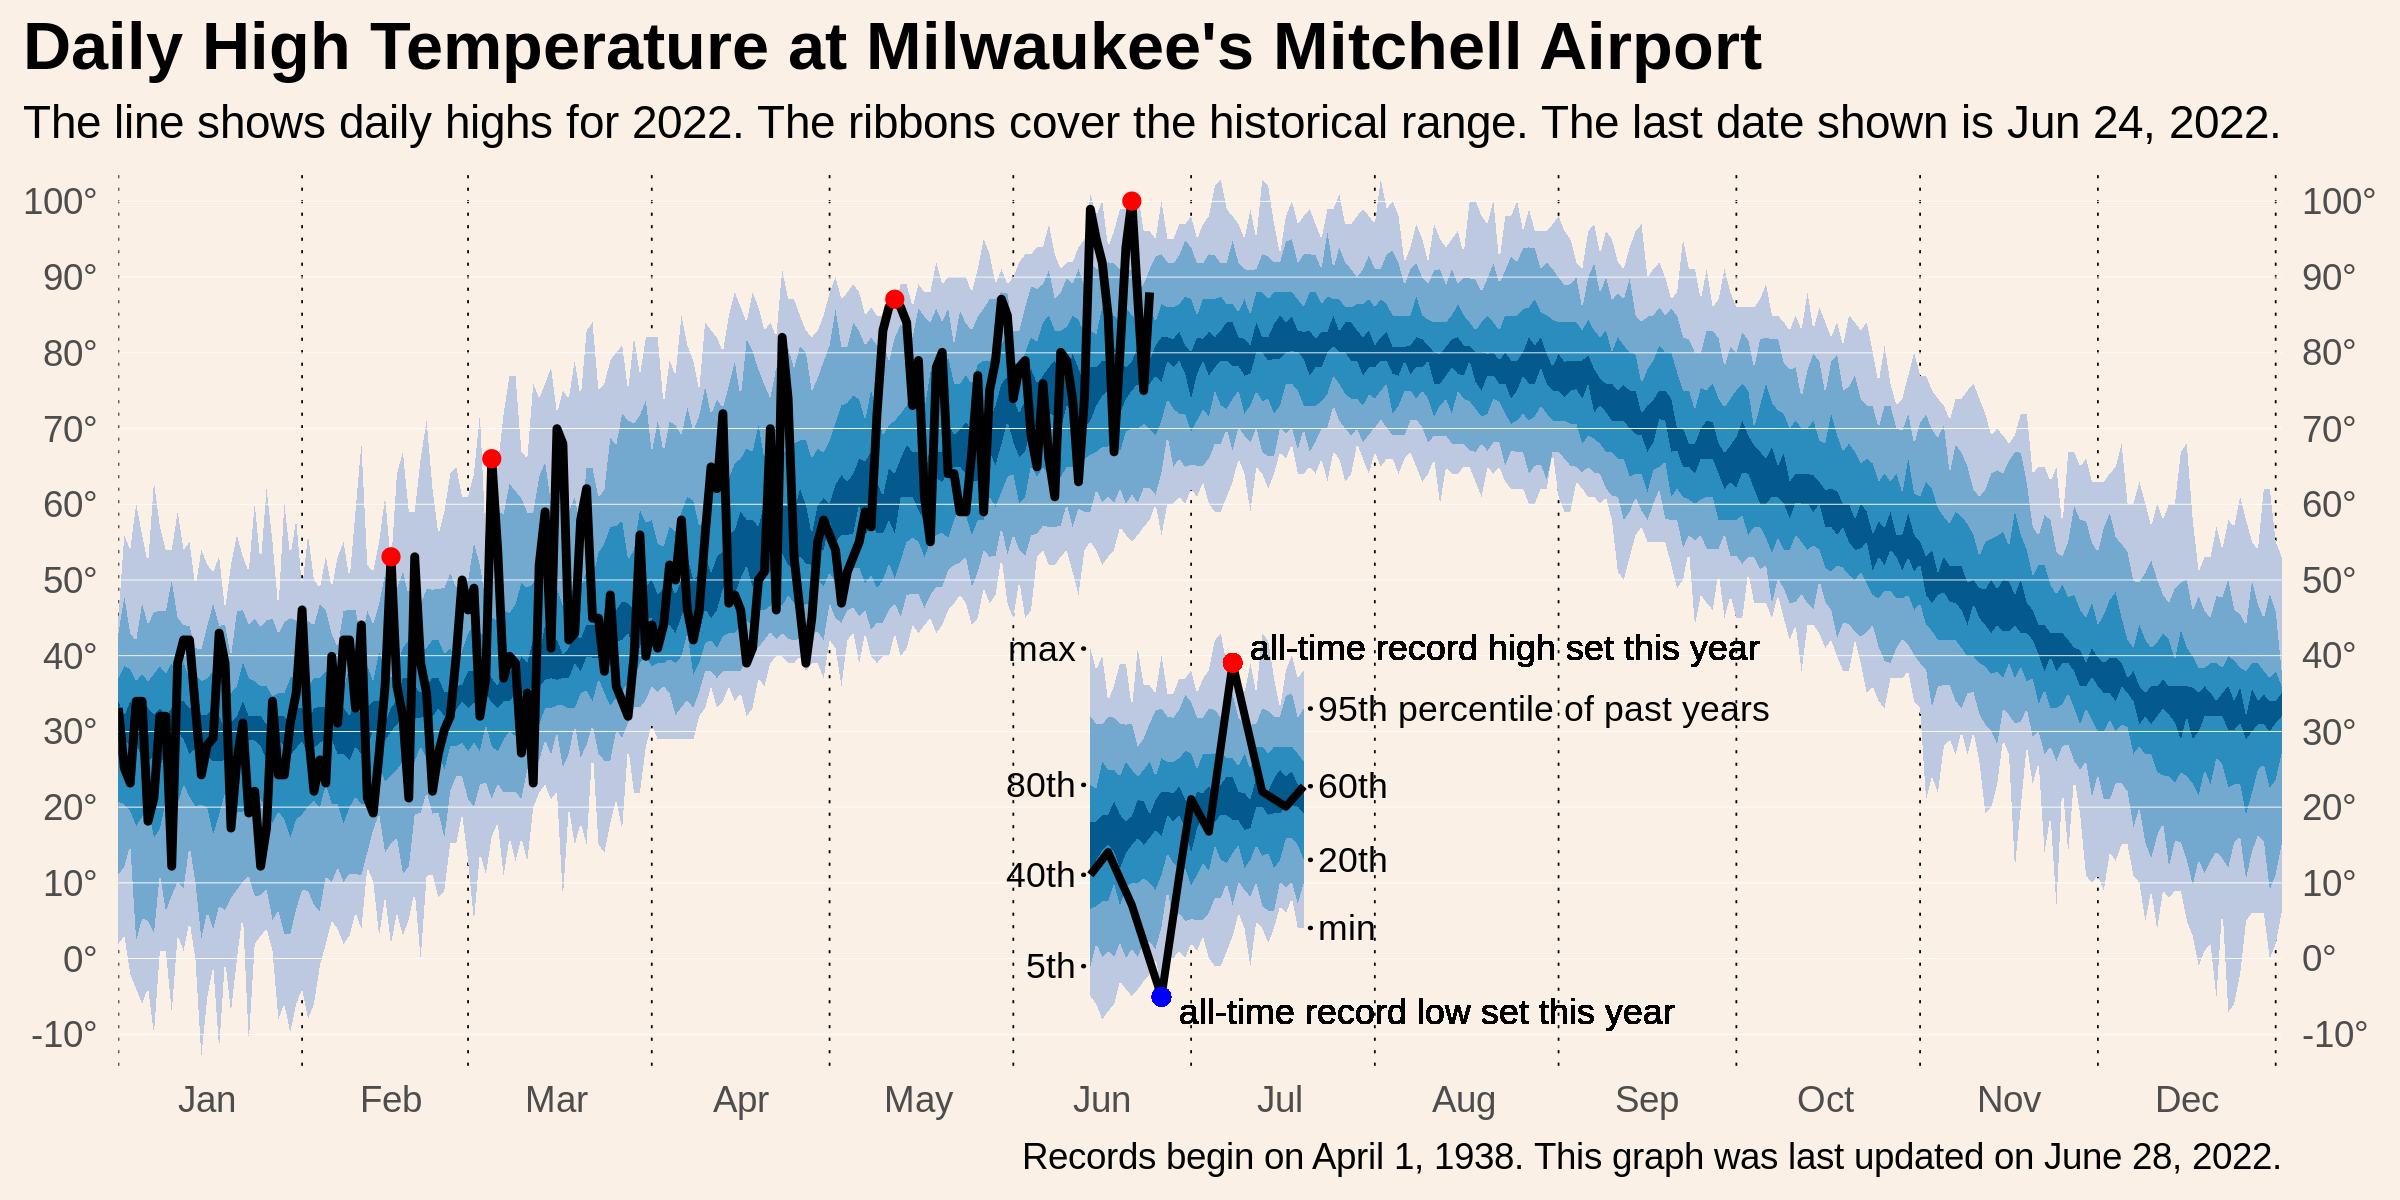 Daily High Temperature at Milwaukee's Mitchell Airport
The line shows daily highs for 2022. The ribbons cover the historical range. The last date shown is Jun 24, 2022.
100° 100°
90° 90°
80° 80°
70° 70°
60° 60°
50° 50°
max all-time record high set this year
40° 40°
95th percentile of past years
30° 30°
80th 60th
20° 20°
20th
40th
10° 10°
min
5th
0° 0°
all-time record low set this year
-10° -10°
Jan Feb Mar Apr May Jun Jul Aug Sep Oct Nov Dec
Records begin on April 1, 1938. This graph was last updated on June 28, 2022.